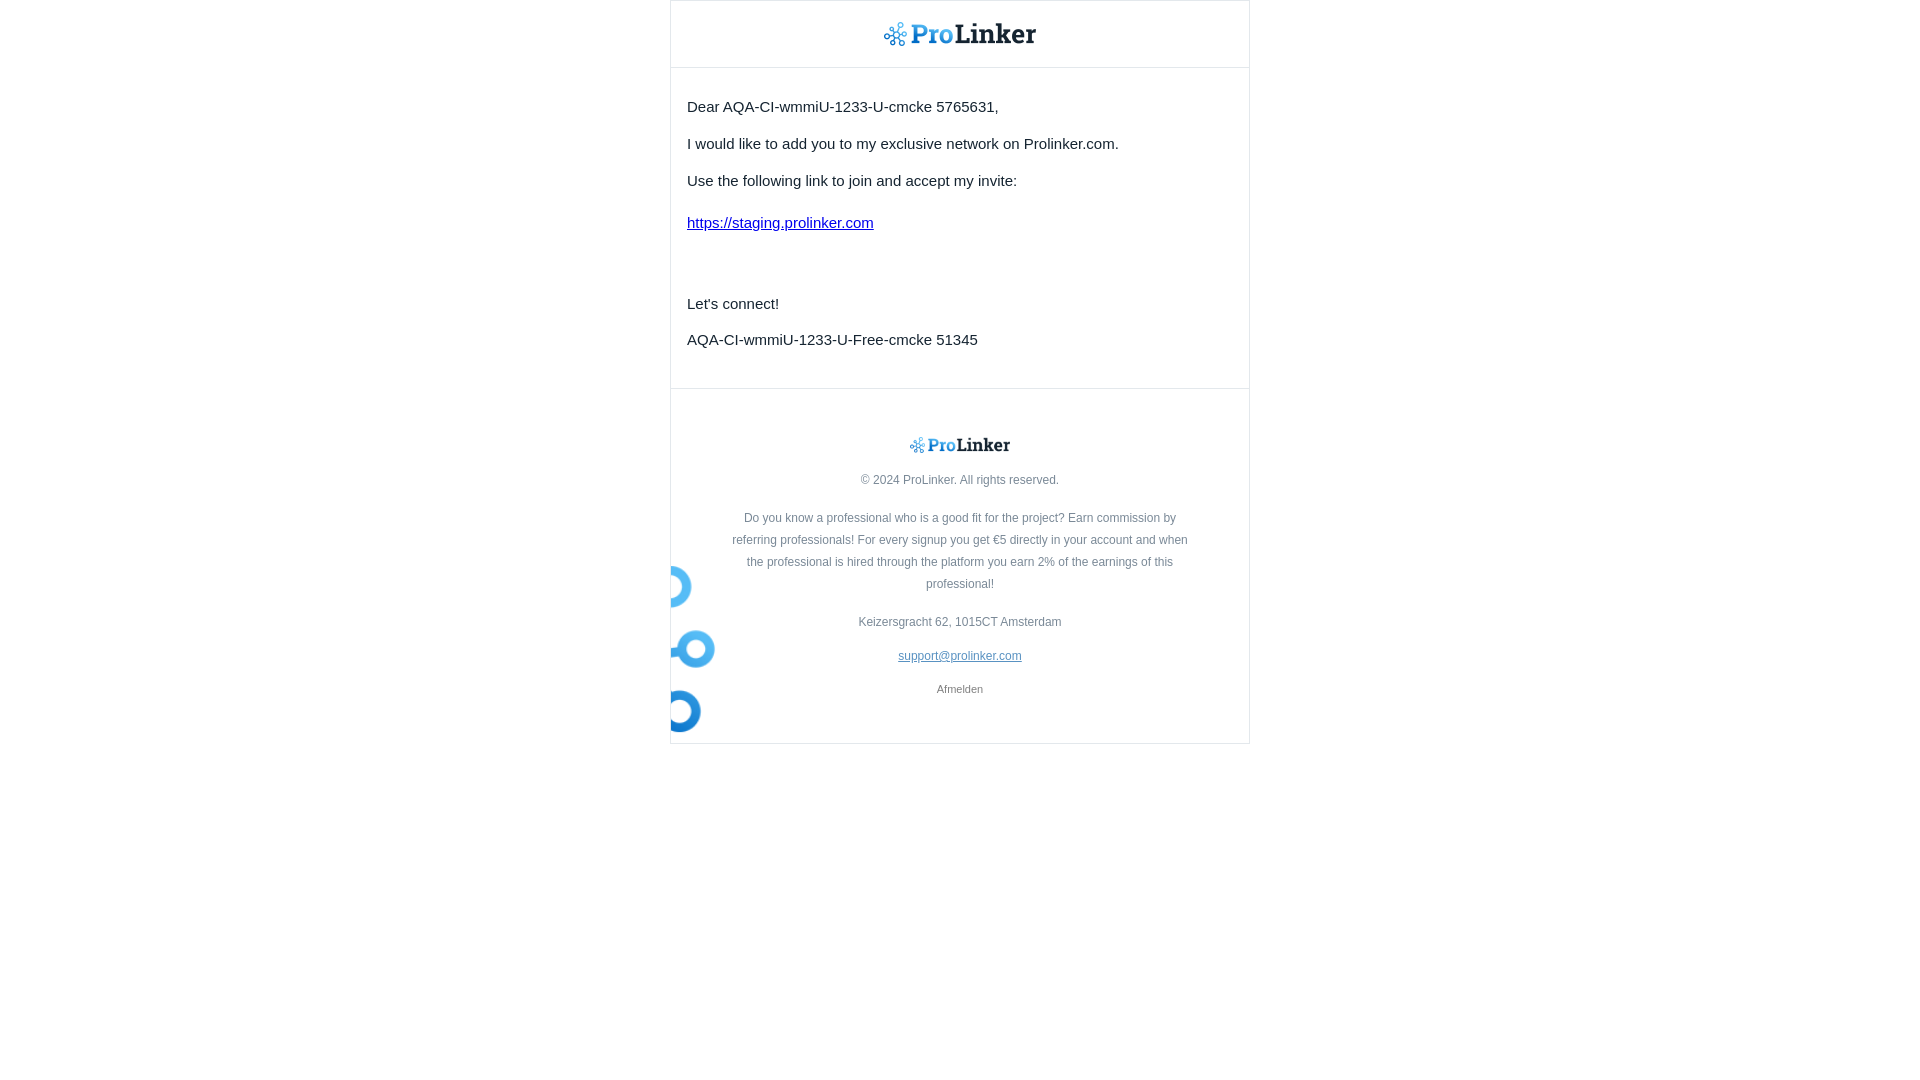 ProLinker
Dear AQA-CI-wmmiU-1233-U-cmcke 5765631,
I would like to add you to my exclusive network on Prolinker.com.
Use the following link to join and accept my invite:
https://staging.prolinker.com
Let's connect!
AQA-CI-wmmiU-1233-U-Free-cmcke 51345
ProLinker
© 2024 ProLinker. All rights reserved.
Do you know a professional who is a good fit for the project? Earn commission by
referring professionals! For every signup you get €5 directly in your account and when
the professional is hired through the platform you earn 2% of the earnings of this
professional!
Keizersgracht 62, 1015CT Amsterdam
support@prolinker.com
Afmelden